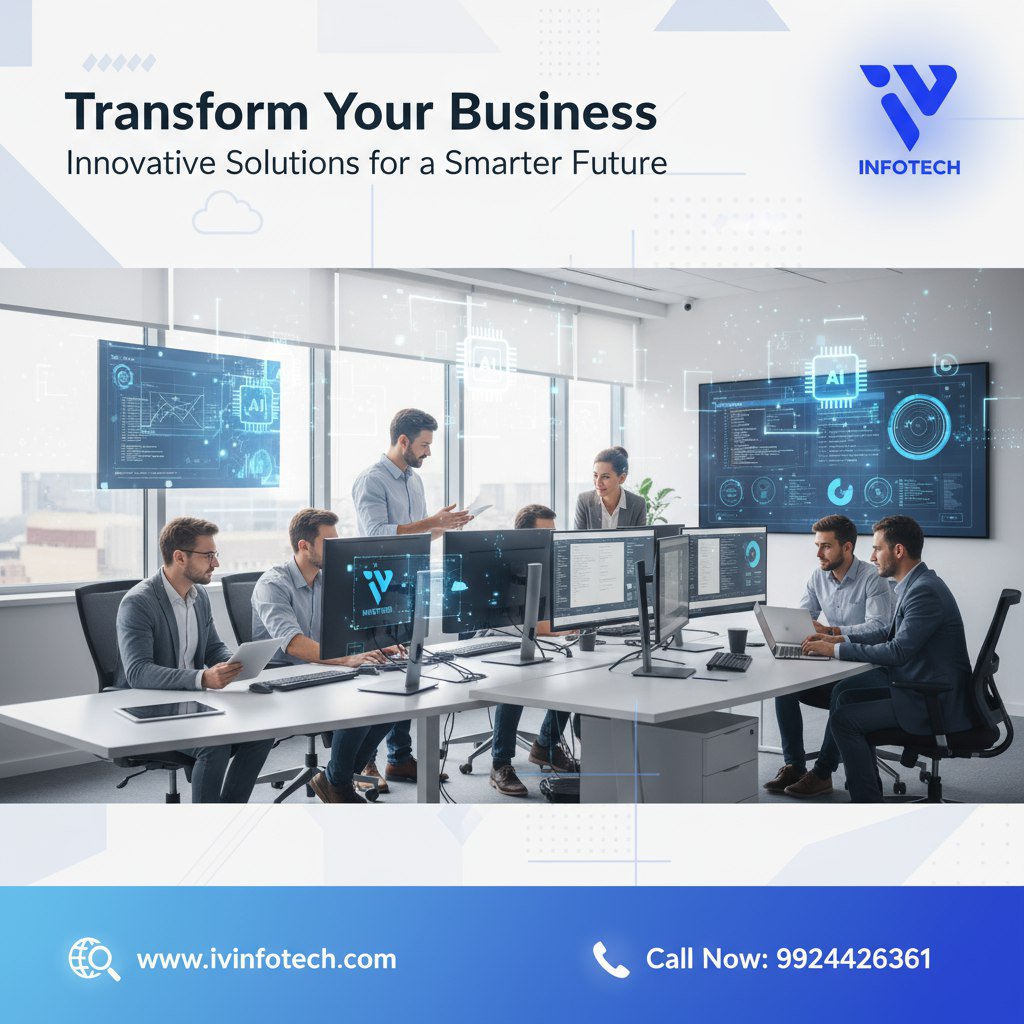 Transform Your Business
Innovative Solutions for a Smarter Future
INFOTECH
AI
AI
AI
www.ivinfotech.com
Call Now: 9924426361